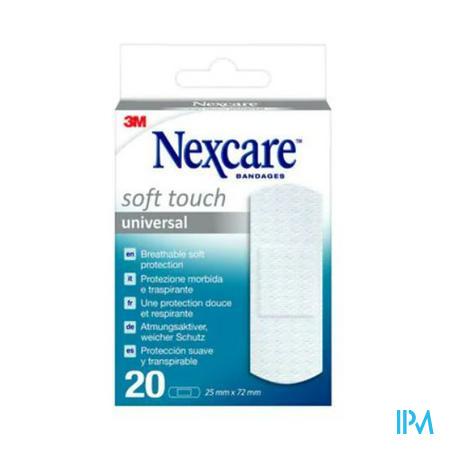 Nexcare
3M
Nexcare™
BANDAGES
soft touch
universal
en Breathable soft
protection
it Protezione morbida
e traspirante
fr Une protection douce
et respirante
de Atmungsaktiver,
weicher Schutz
es Protección suave
y transpirable
20 25 mm x 72 mm
IPM